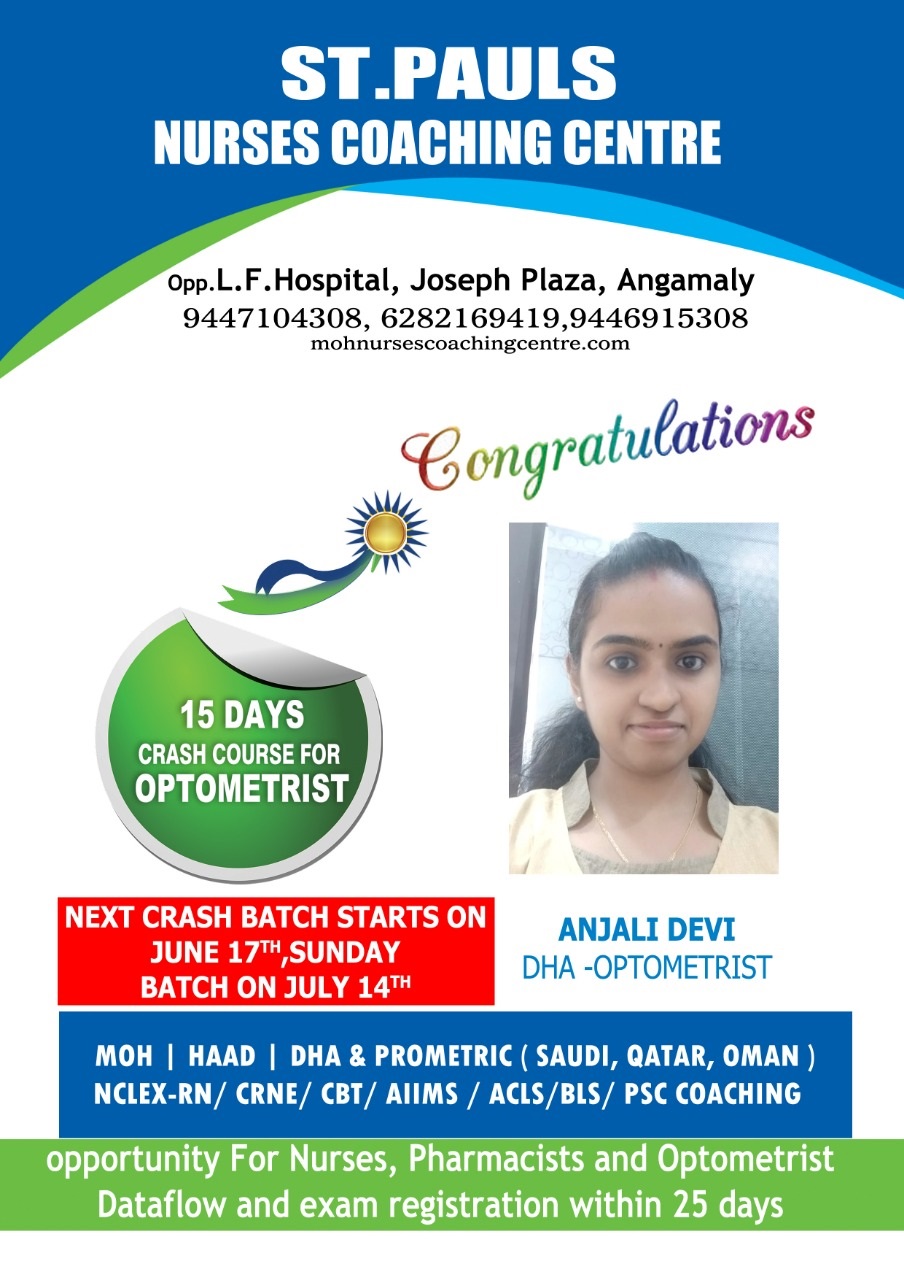 ST.PAULS
NURSES COACHING CENTRE
Opp.L.F.Hospital, Joseph Plaza, Angamaly
9447104308, 6282169419,9446915308
mohnursescoachingcentre.com
Congratulations
15 DAYS
CRASH COURSE FOR
OPTOMETRIST
NEXT CRASH BATCH STARTS ON
JUNE 17TH,SUNDAY
BATCH ON JULY 14TH
ANJALI DEVI
DHA -OPTOMETRIST
MOH | HAAD | DHA & PROMETRIC ( SAUDI, QATAR, OMAN )
NCLEX-RN/ CRNE/ CBT/ AIIMS / ACLS/BLS/ PSC COACHING
opportunity For Nurses, Pharmacists and Optometrist
Dataflow and exam registration within 25 days